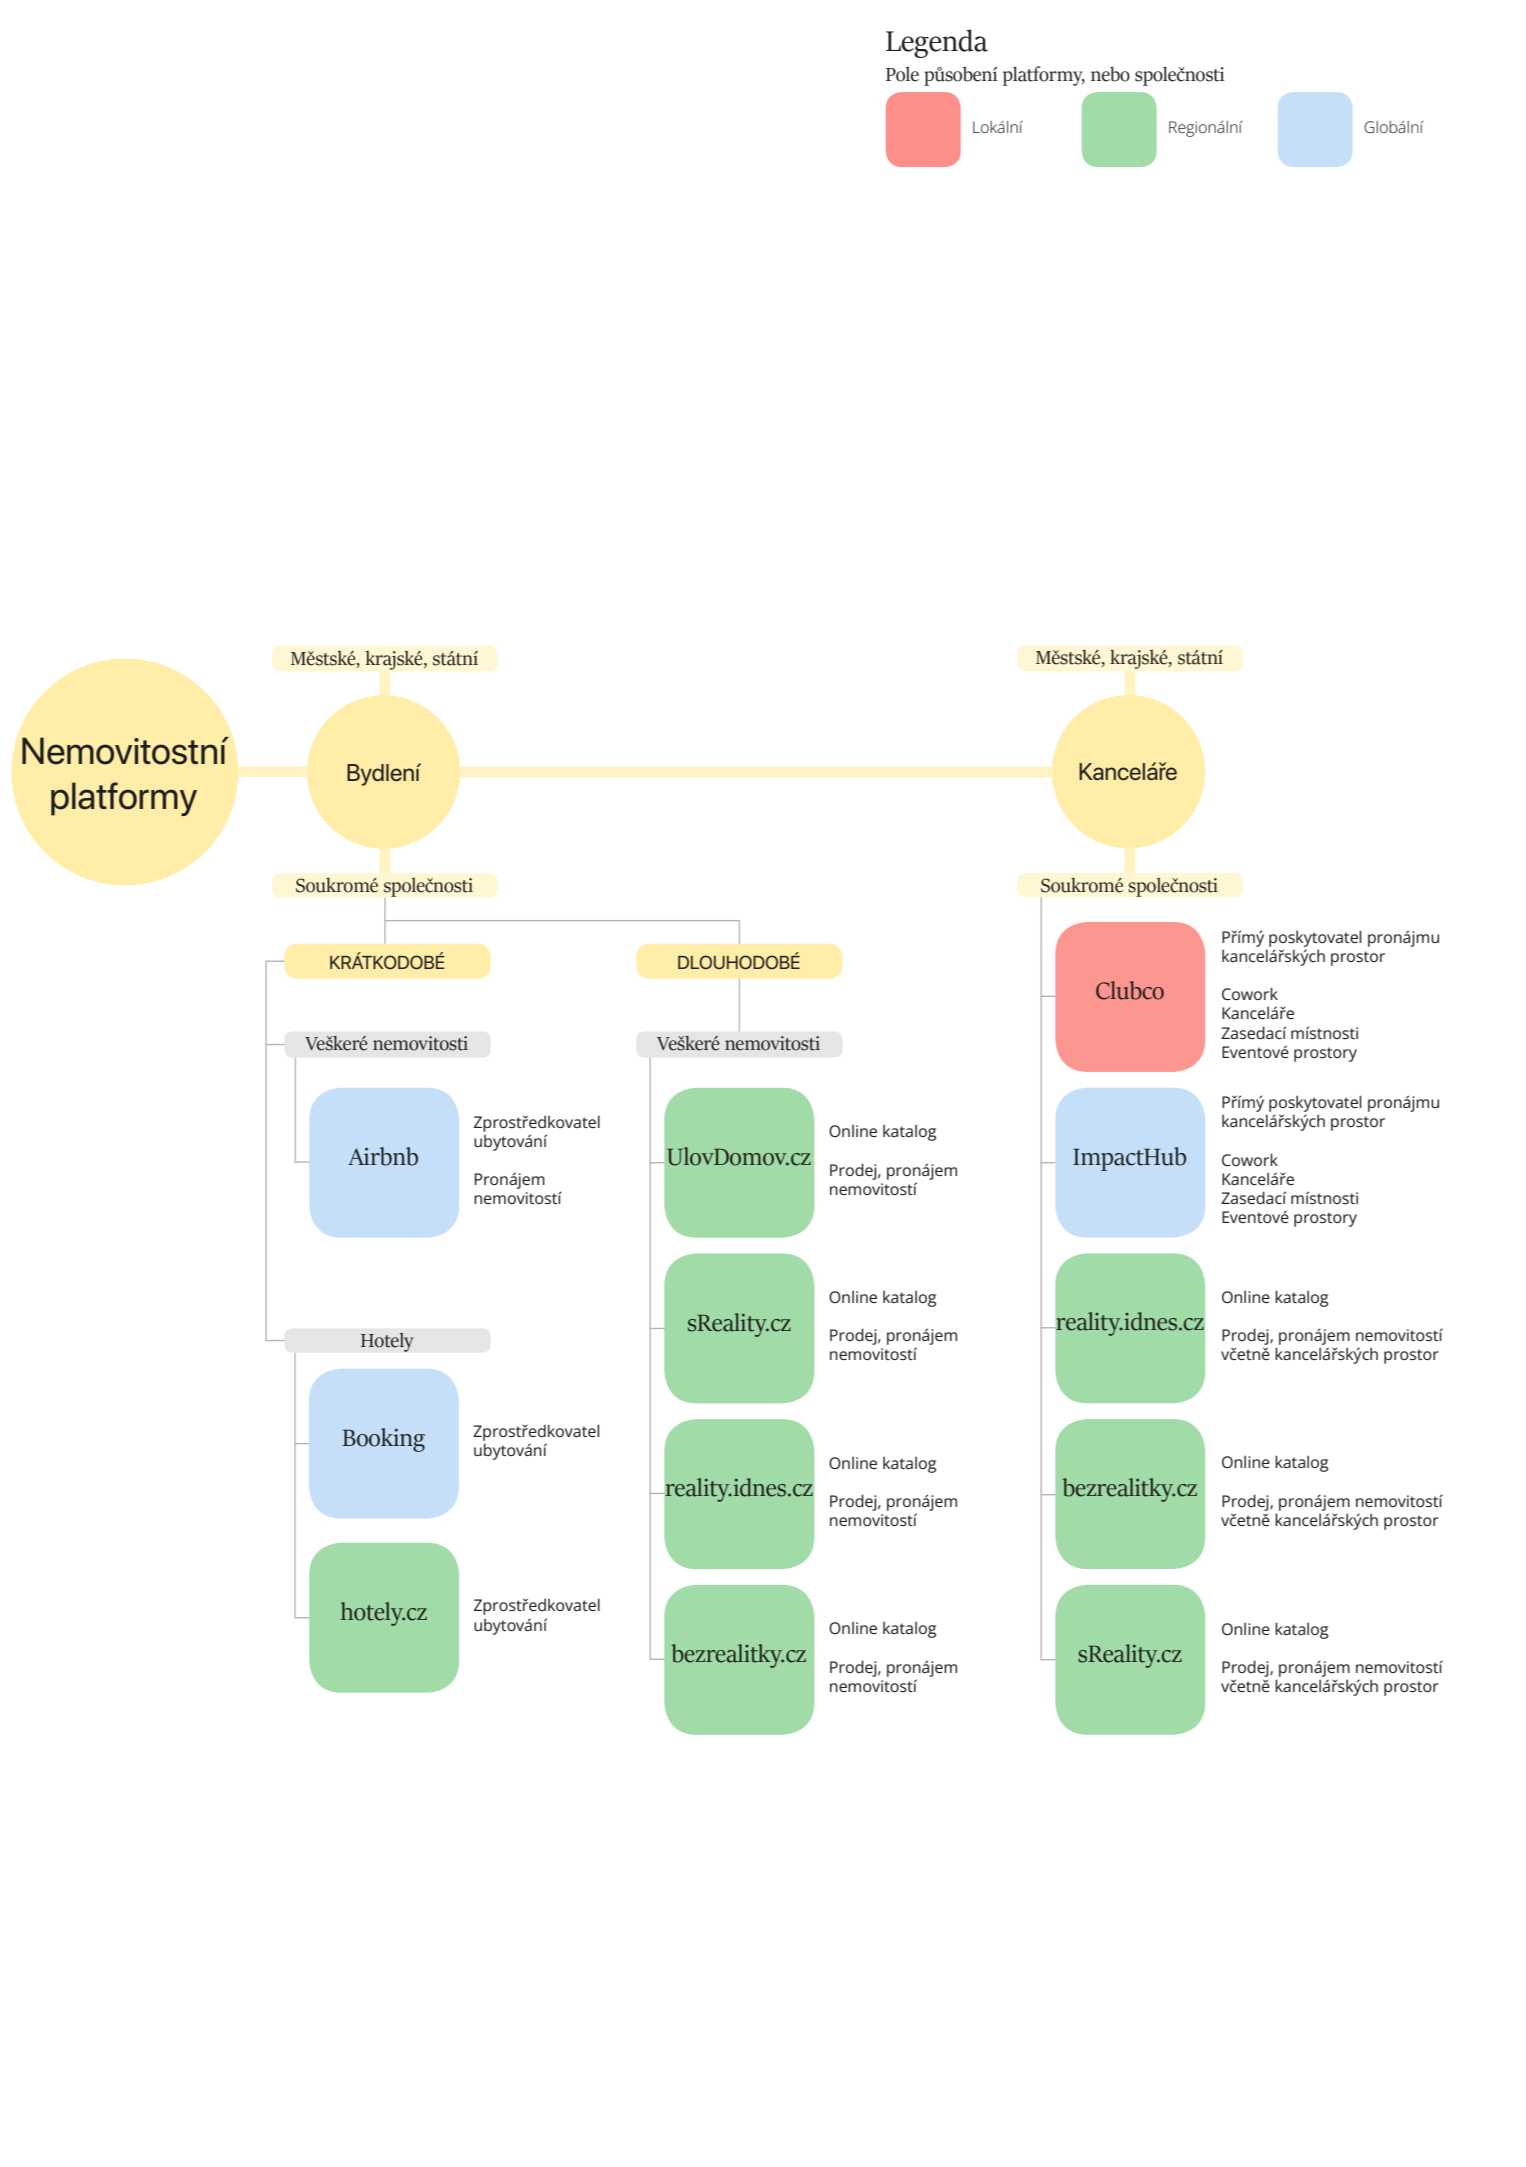 Legenda
Pole působení platformy, nebo společnosti
Lokální
Regionální
Globální
Nemovitostní
platformy
Městské, krajské, státní
Bydlení
Soukromé společnosti
KRÁTKODOBÉ
Veškeré nemovitosti
Airbnb
Zprostředkovatel
ubytování
Pronájem
nemovitostí
Hotely
Booking
Zprostředkovatel
ubytování
hotely.cz
Zprostředkovatel
ubytování
DLOUHODOBÉ
Veškeré nemovitosti
UlovDomov.cz
Online katalog
Prodej, pronájem
nemovitostí
sReality.cz
Online katalog
Prodej, pronájem
nemovitostí
reality.idnes.cz
Online katalog
Prodej, pronájem
nemovitostí
bezrealitky.cz
Online katalog
Prodej, pronájem
nemovitostí
Městské, krajské, státní
Kanceláře
Soukromé společnosti
Clubco
Přímý poskytovatel pronájmu
kancelářských prostor
Cowork
Kanceláře
Zasedací místnosti
Eventové prostory
ImpactHub
Přímý poskytovatel pronájmu
kancelářských prostor
Cowork
Kanceláře
Zasedací místnosti
Eventové prostory
reality.idnes.cz
Online katalog
Prodej, pronájem nemovitostí
včetně kancelářských prostor
bezrealitky.cz
Online katalog
Prodej, pronájem nemovitostí
včetně kancelářských prostor
sReality.cz
Online katalog
Prodej, pronájem nemovitostí
včetně kancelářských prostor